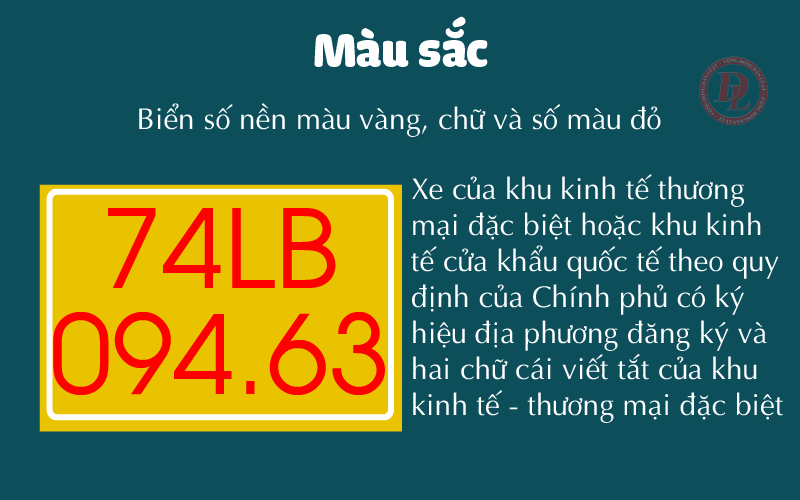 Màu sắc
Biển số nền màu vàng, chữ và số màu đỏ
74LB
094.63
Xe của khu kinh tế thương
mại đặc biệt hoặc khu kinh
tế cửa khẩu quốc tế theo quy
định của Chính phủ có ký
hiệu địa phương đăng ký và
hai chữ cái viết tắt của khu
kinh tế - thương mại đặc biệt
DL